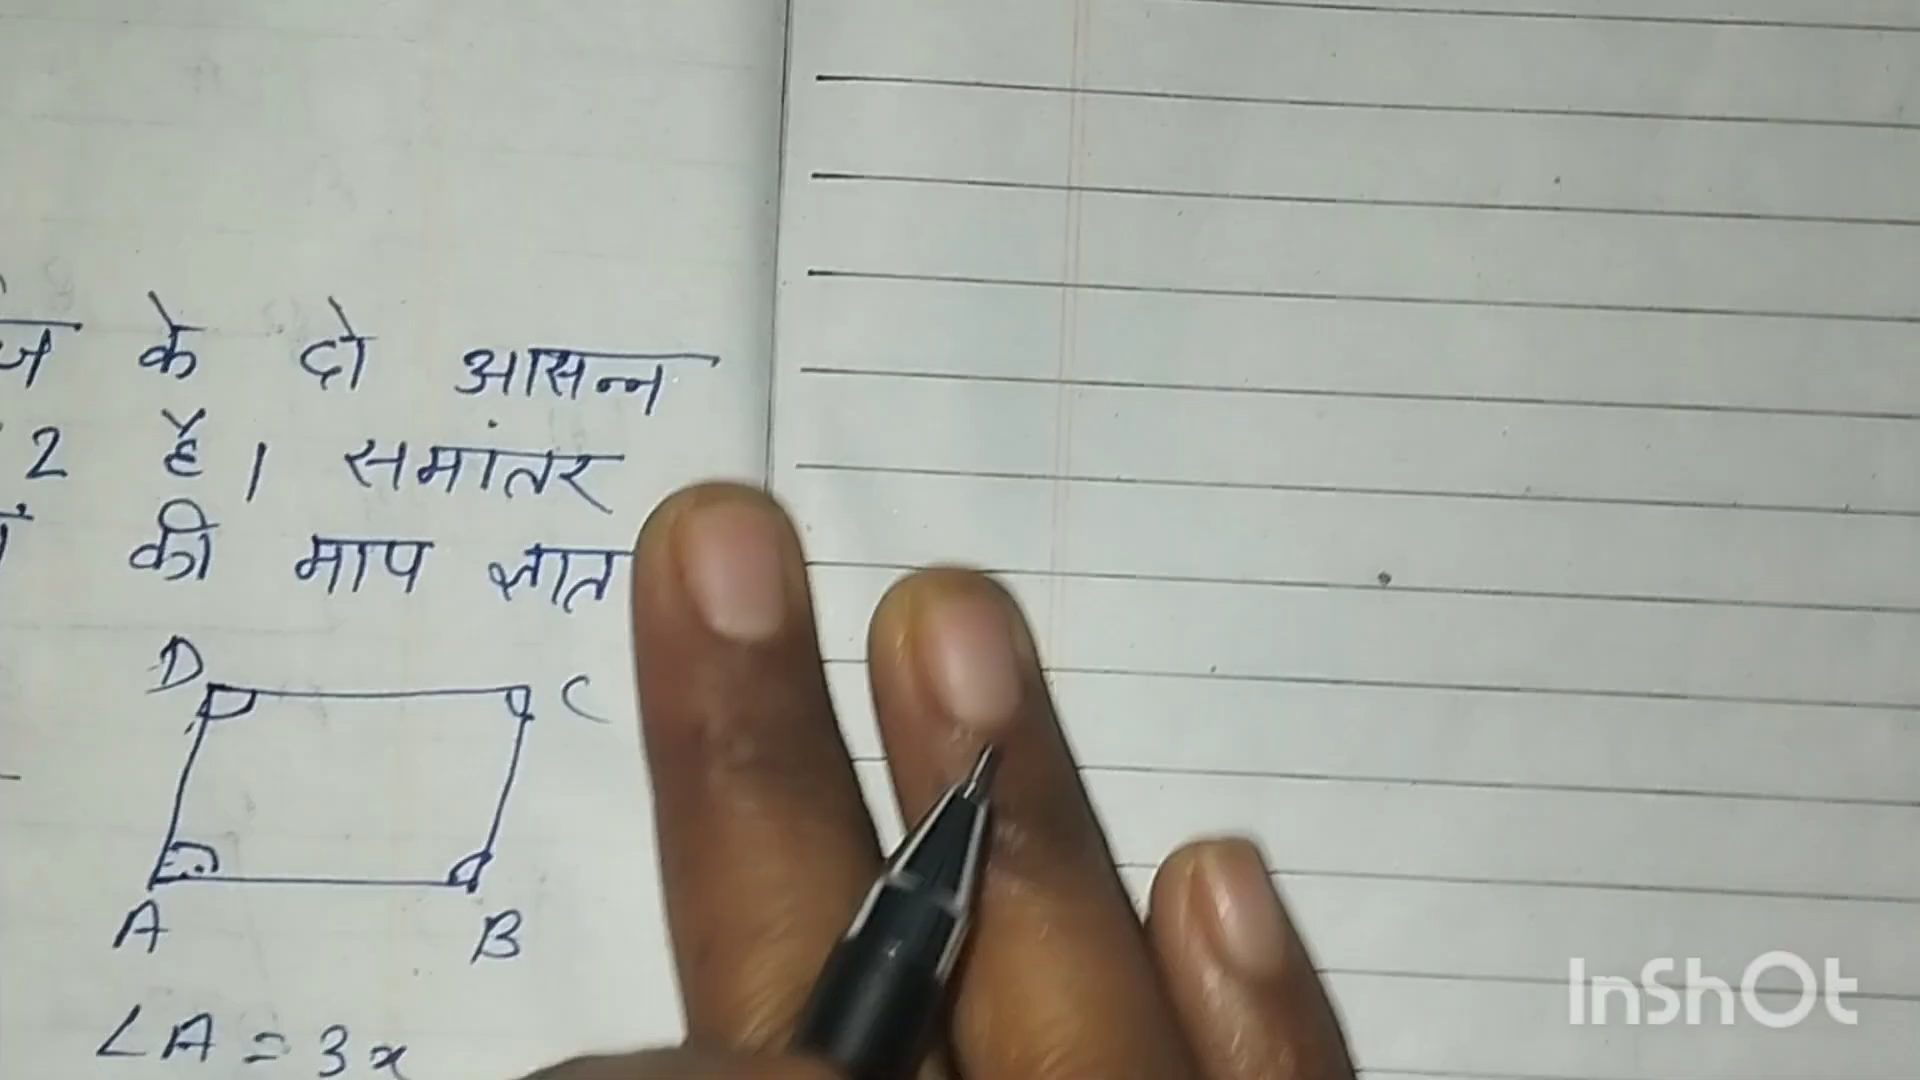 के दो आसन्न
2 है। समांतर
की माप ज्ञात
D C
A B
∠A = 3x
InShOt